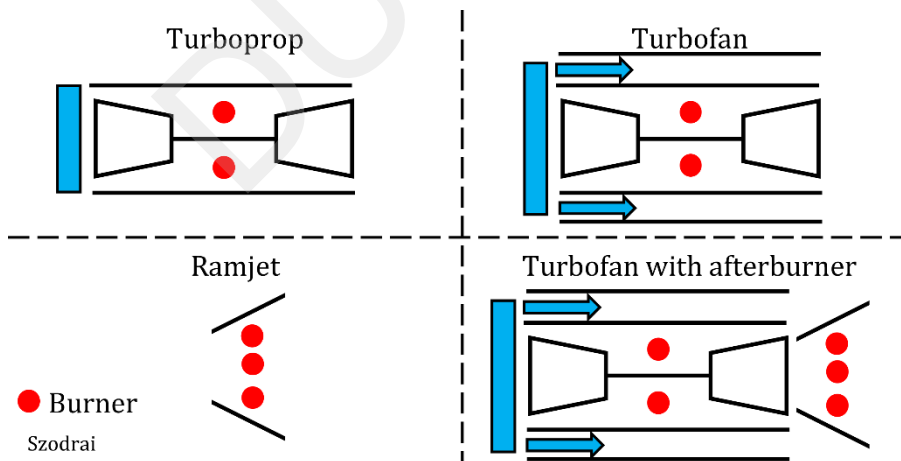 Turboprop
Turbofan
Ramjet
Turbofan with afterburner
Burner
Szodrai